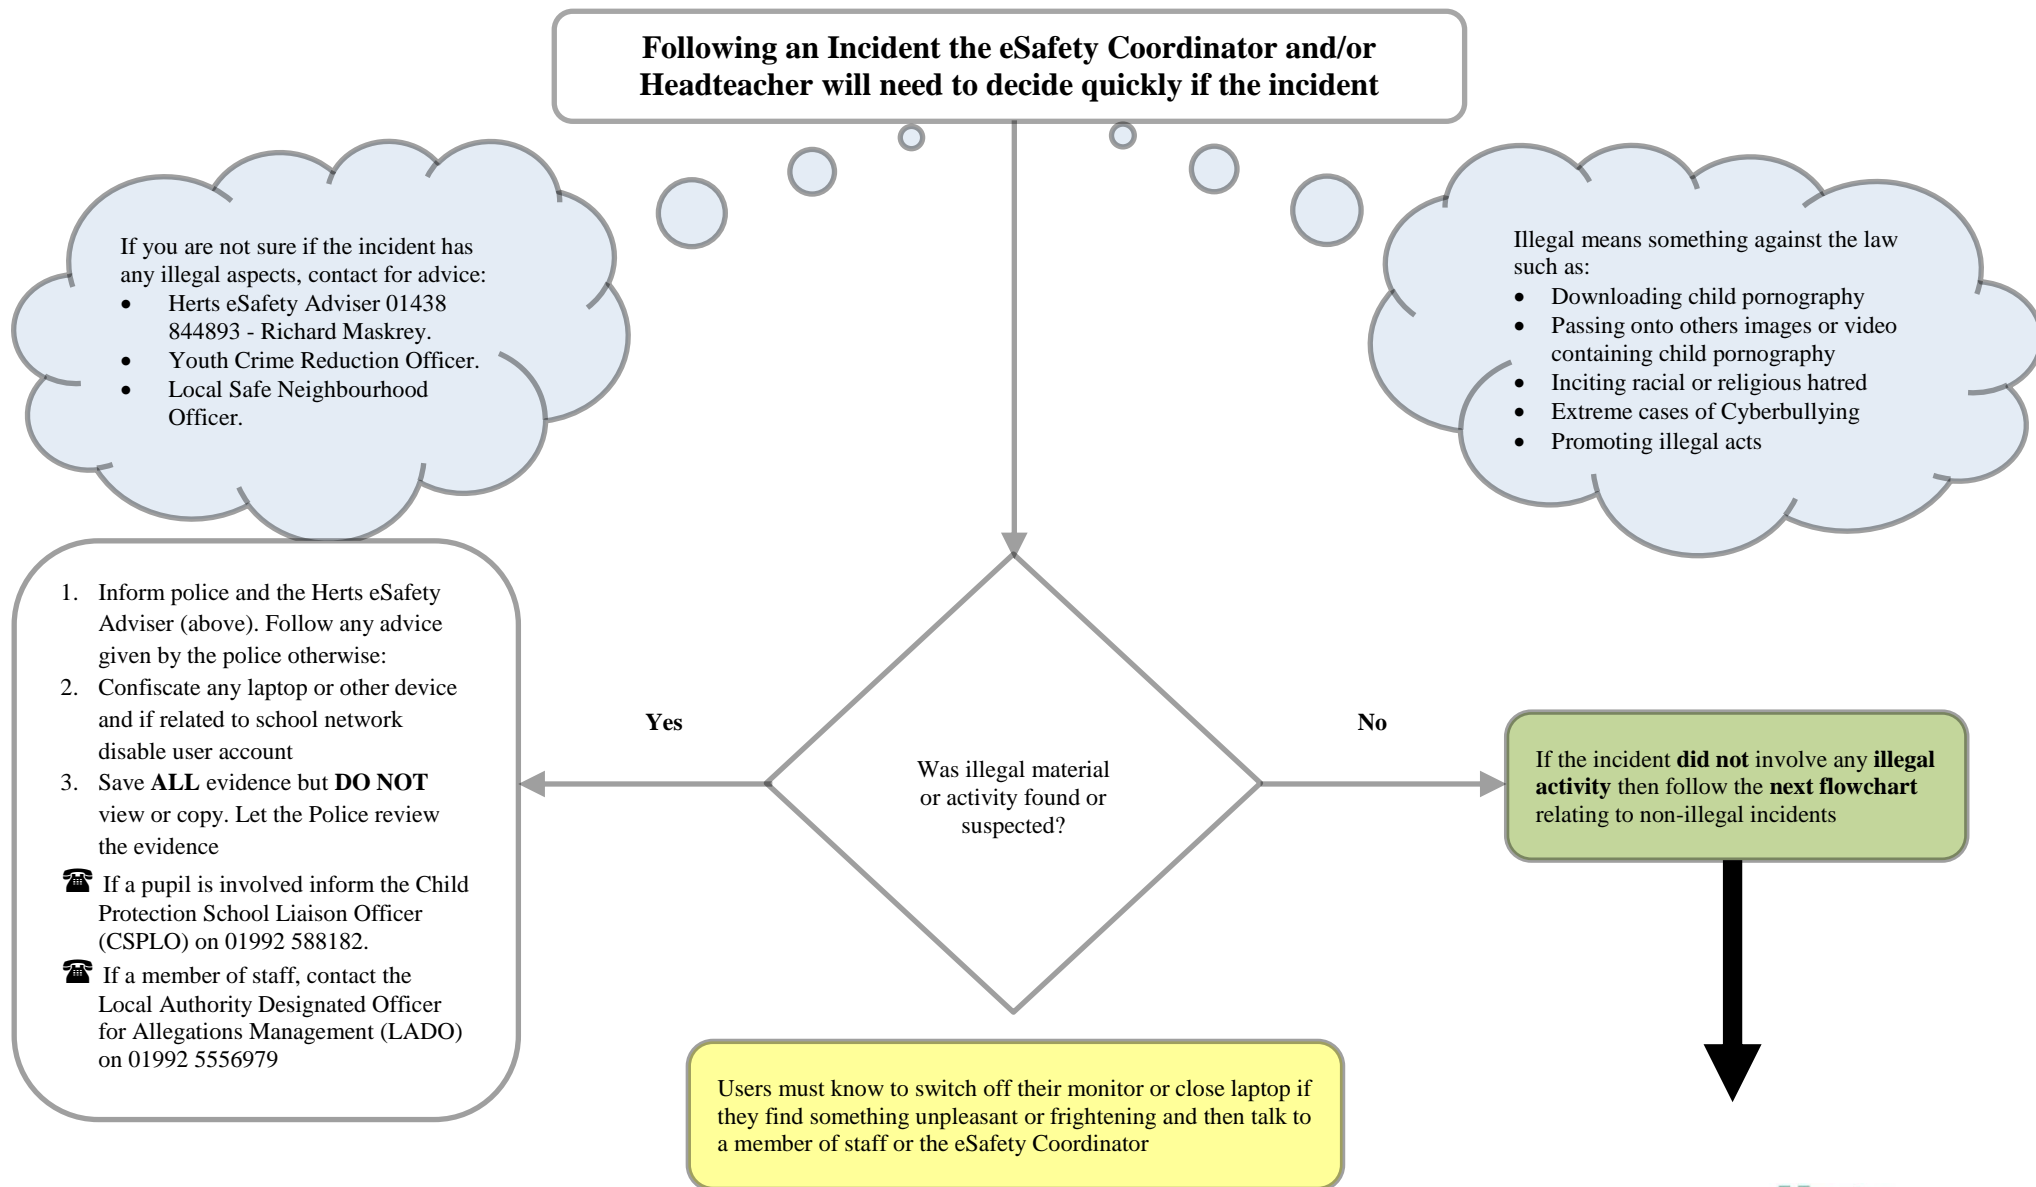 Following an Incident the eSafety Coordinator and/or
Headteacher will need to decide quickly if the incident
If you are not sure if the incident has
any illegal aspects, contact for advice:
• Herts eSafety Adviser 01438
844893 - Richard Maskrey.
• Youth Crime Reduction Officer.
• Local Safe Neighbourhood
Officer.
Illegal means something against the law
such as:
• Downloading child pornography
• Passing onto others images or video
containing child pornography
• Inciting racial or religious hatred
• Extreme cases of Cyberbullying
• Promoting illegal acts
1. Inform police and the Herts eSafety
Adviser (above). Follow any advice
given by the police otherwise:
2. Confiscate any laptop or other device
and if related to school network
disable user account
3. Save ALL evidence but DO NOT
view or copy. Let the Police review
the evidence
☎ If a pupil is involved inform the Child
Protection School Liaison Officer
(CSPLO) on 01992 588182.
☎ If a member of staff, contact the
Local Authority Designated Officer
for Allegations Management (LADO)
on 01992 5556979
Yes
Was illegal material
or activity found or
suspected?
No
If the incident did not involve any illegal
activity then follow the next flowchart
relating to non-illegal incidents
Users must know to switch off their monitor or close laptop if
they find something unpleasant or frightening and then talk to
a member of staff or the eSafety Coordinator